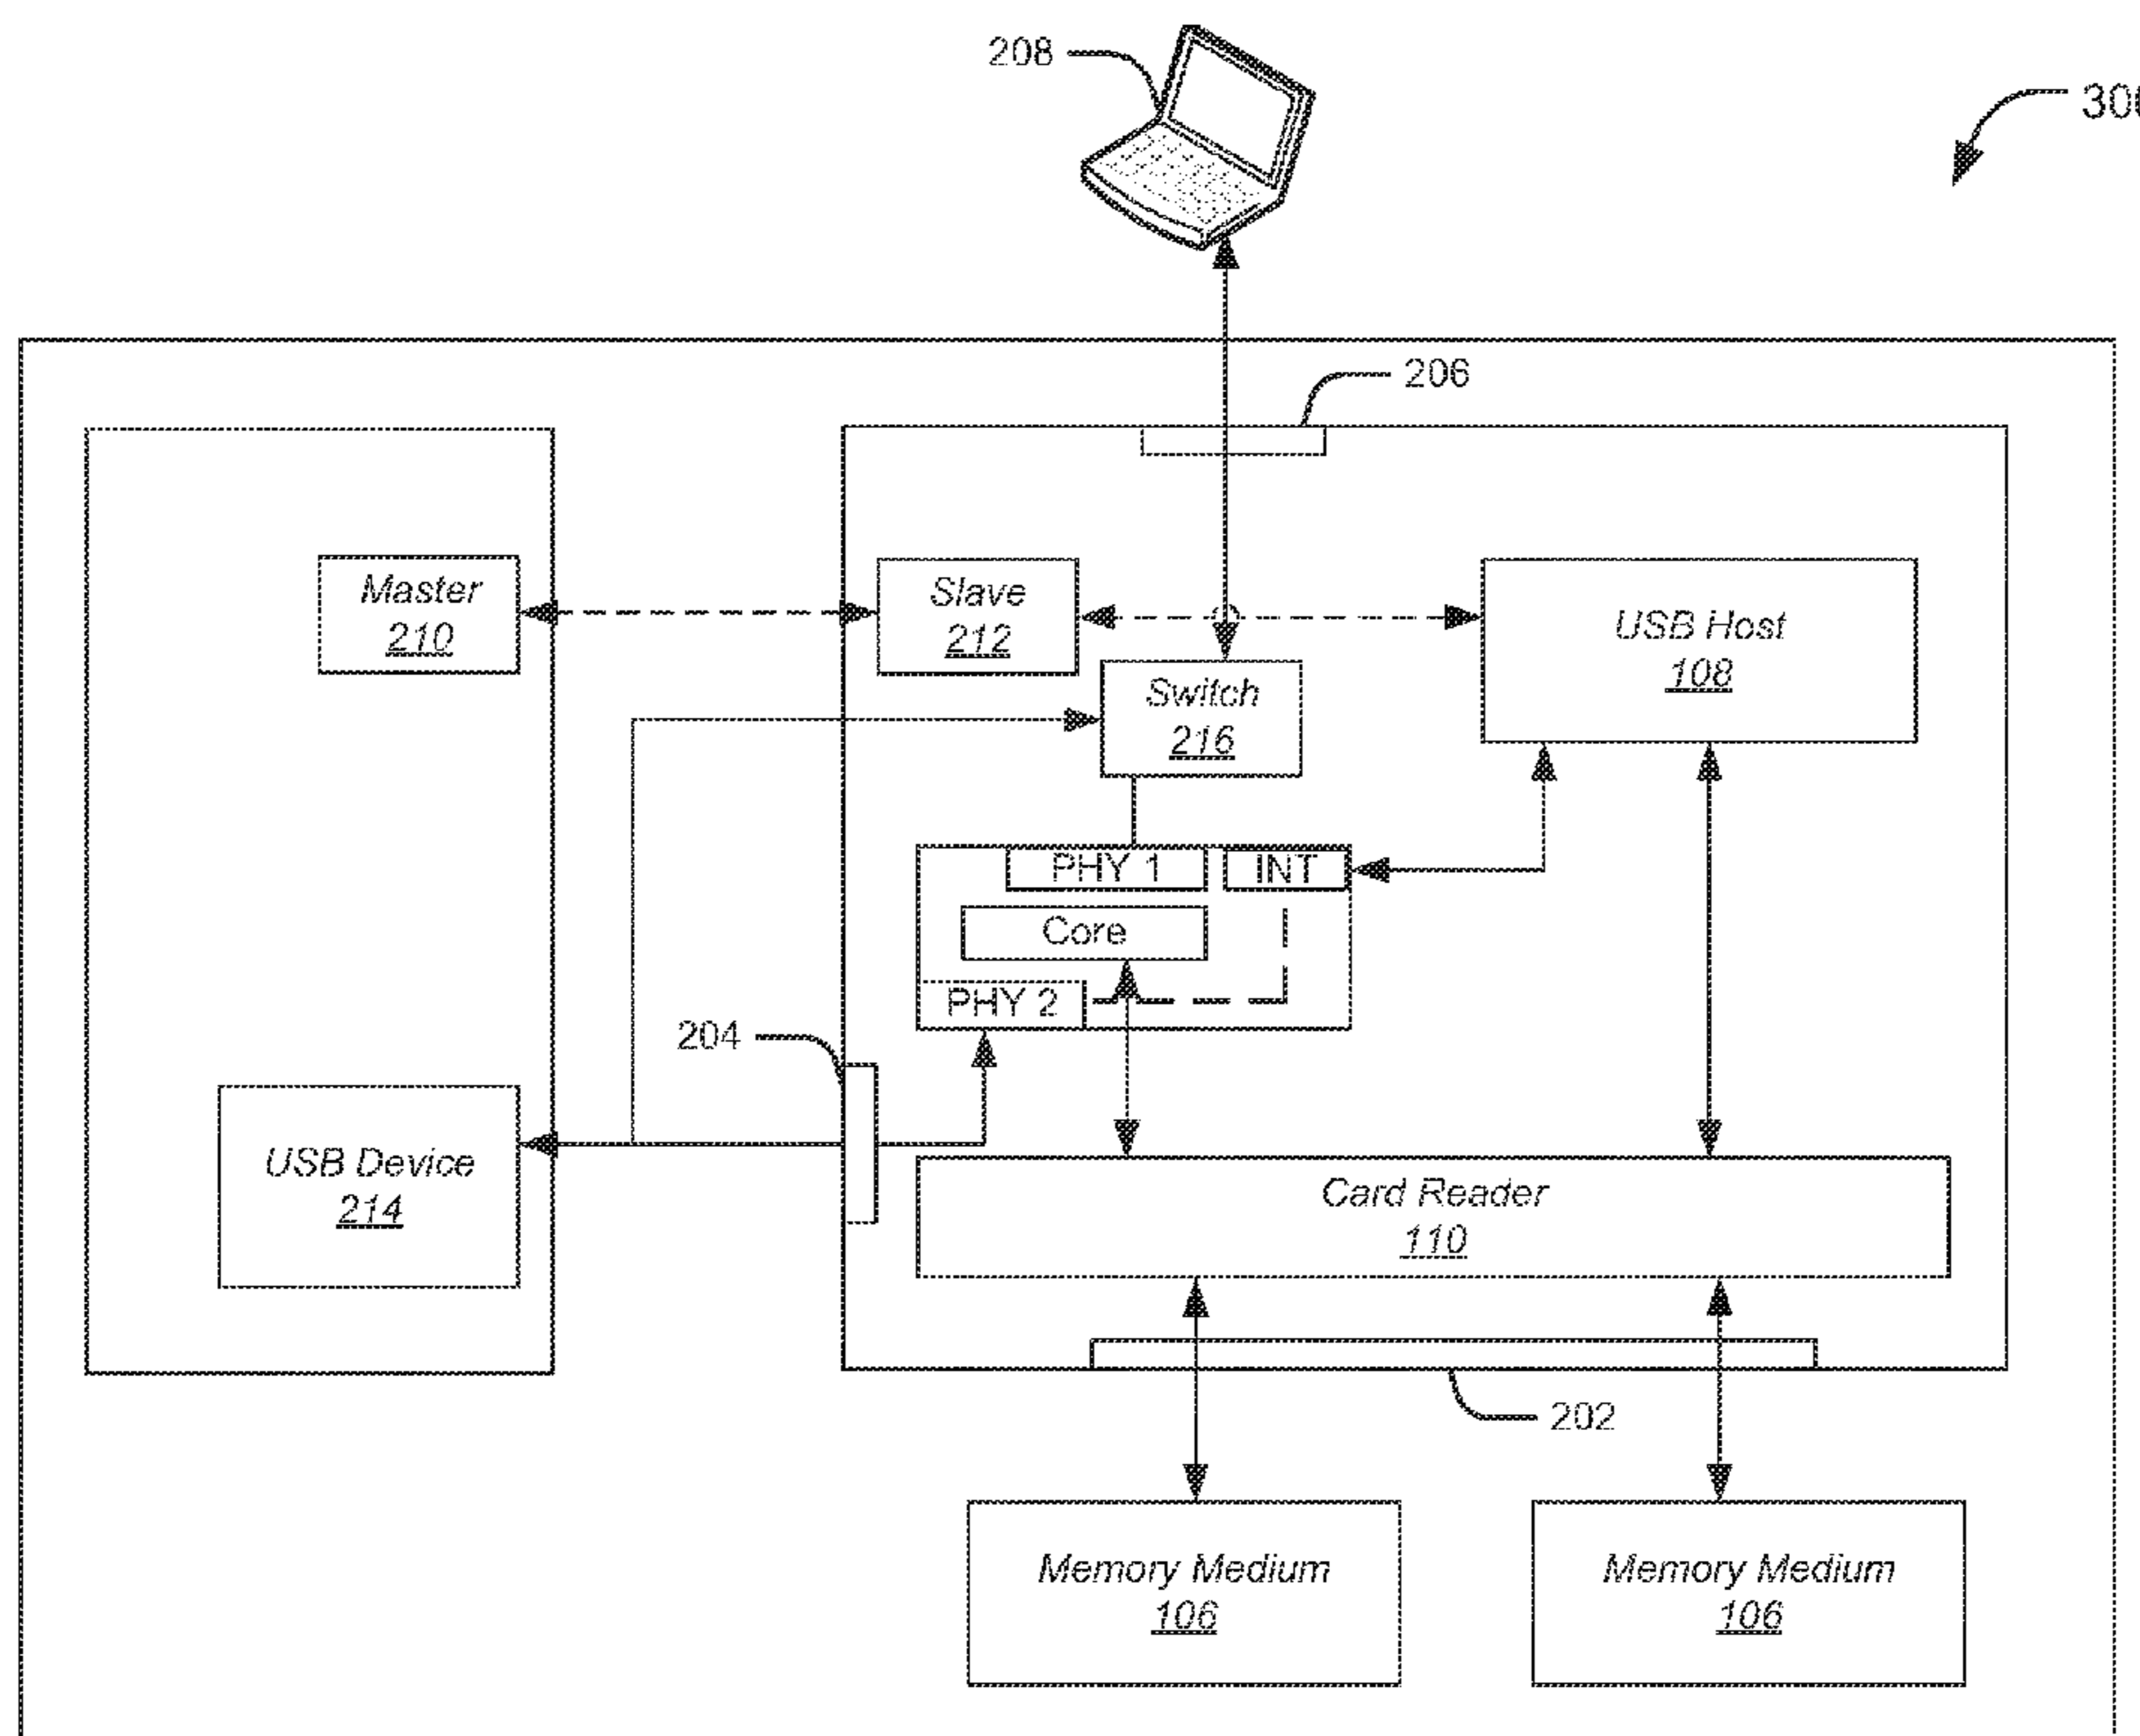 208
300
206
Master
210
Slave
212
USB Host
108
Switch
216
PHY 1
INT
Core
PHY 2
204
USB Device
214
Card Reader
110
202
Memory Medium
106
Memory Medium
106